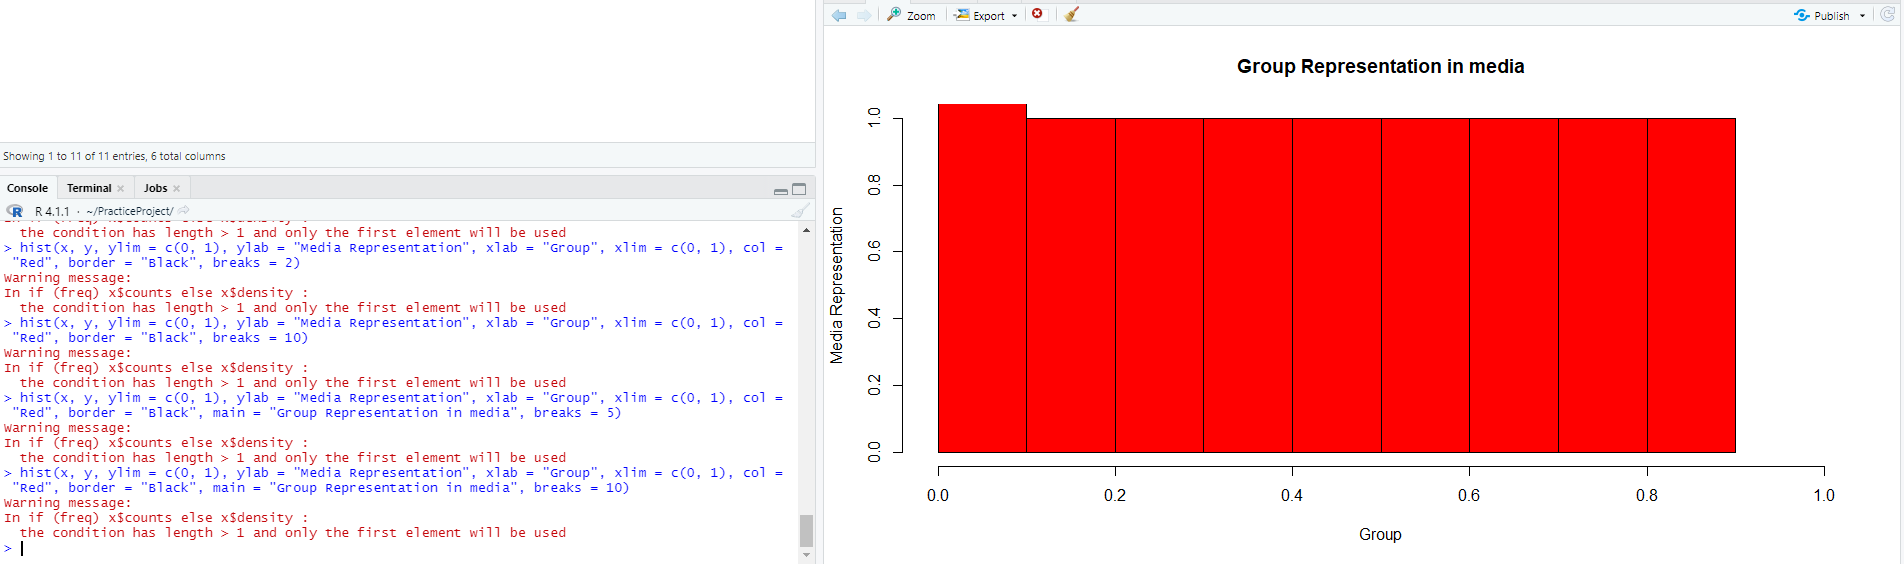 Showing 1 to 11 of 11 entries, 6 total columns
Console Terminal Jobs
R 4.1.1 · ~/PracticeProject/
In if (freq) x$counts else x$density :
the condition has length > 1 and only the first element will be used
> hist(x, y, ylim = c(0, 1), ylab = "Media Representation", xlab = "Group", xlim = c(0, 1), col =
"Red", border = "Black", breaks = 2)
Warning message:
In if (freq) x$counts else x$density :
the condition has length > 1 and only the first element will be used
> hist(x, y, ylim = c(0, 1), ylab = "Media Representation", xlab = "Group", xlim = c(0, 1), col =
"Red", border = "Black", breaks = 10)
Warning message:
In if (freq) x$counts else x$density :
the condition has length > 1 and only the first element will be used
> hist(x, y, ylim = c(0, 1), ylab = "Media Representation", xlab = "Group", xlim = c(0, 1), col =
"Red", border = "Black", main = "Group Representation in media", breaks = 5)
Warning message:
In if (freq) x$counts else x$density :
the condition has length > 1 and only the first element will be used
> hist(x, y, ylim = c(0, 1), ylab = "Media Representation", xlab = "Group", xlim = c(0, 1), col =
"Red", border = "Black", main = "Group Representation in media", breaks = 10)
Warning message:
In if (freq) x$counts else x$density :
the condition has length > 1 and only the first element will be used
>
Zoom Export Publish
Group Representation in media
Media Representation
1.0
0.8
0.6
0.4
0.2
0.0
0.0 0.2 0.4 0.6 0.8 1.0
Group